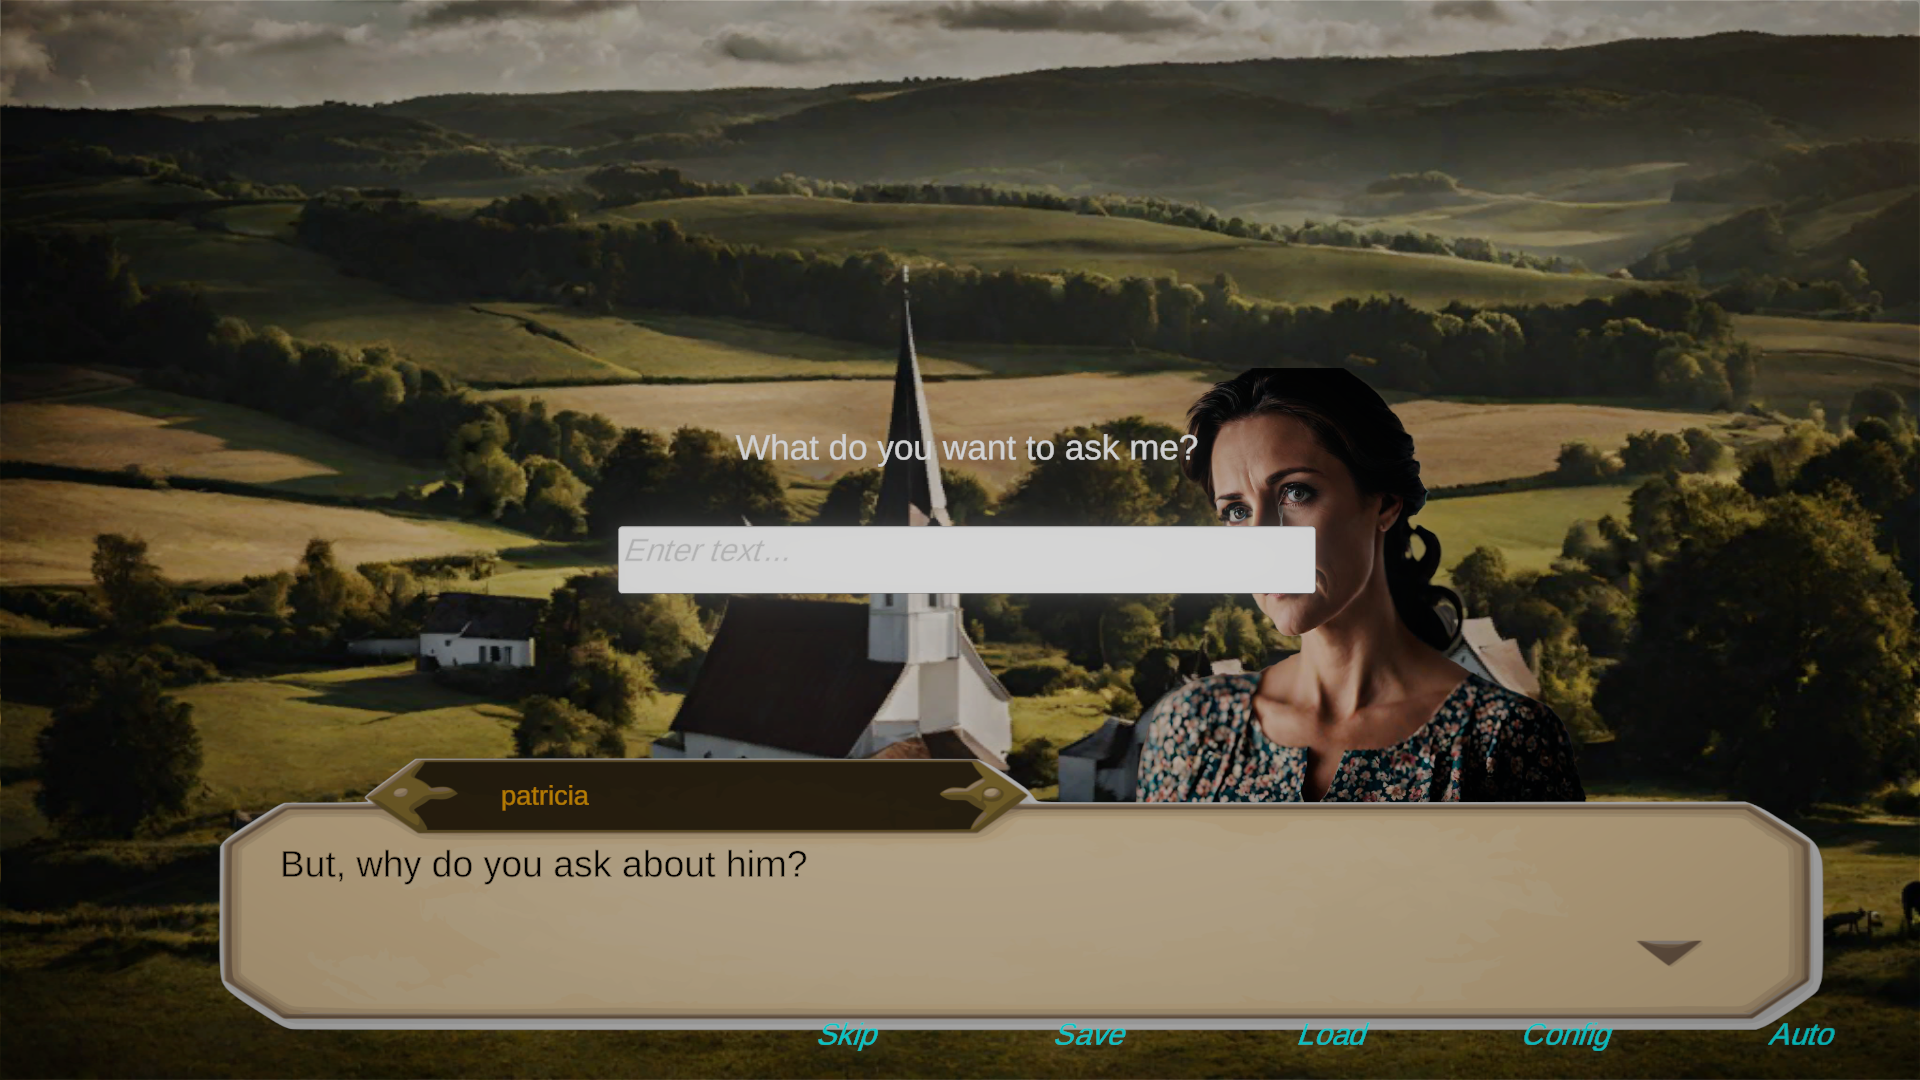 What do you want to ask me?
Enter text...
patricia
But, why do you ask about him?
Skip Save Load Config Auto